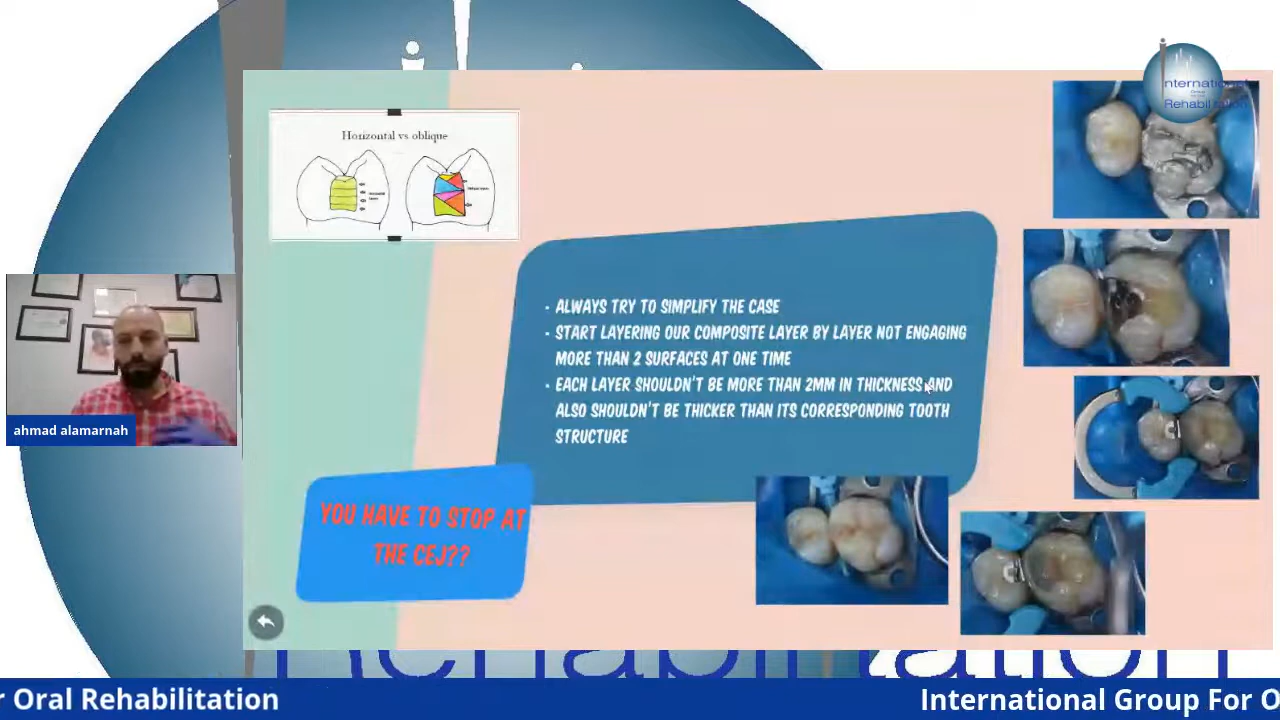 nternational
Rehabilitation
Horizontal vs oblique
- ALWAYS TRY TO SIMPLIFY THE CASE
- START LAYERING OUR COMPOSITE LAYER BY LAYER NOT ENGAGING
MORE THAN 2 SURFACES AT ONE TIME
- EACH LAYER SHOULDN'T BE MORE THAN 2MM IN THICKNESS AND
ALSO SHOULDN'T BE THICKER THAN ITS CORRESPONDING TOOTH
STRUCTURE
ahmad alamarnah
YOU HAVE TO STOP AT
THE CEJ??
Rehabilitation
r Oral Rehabilitation
International Group For O